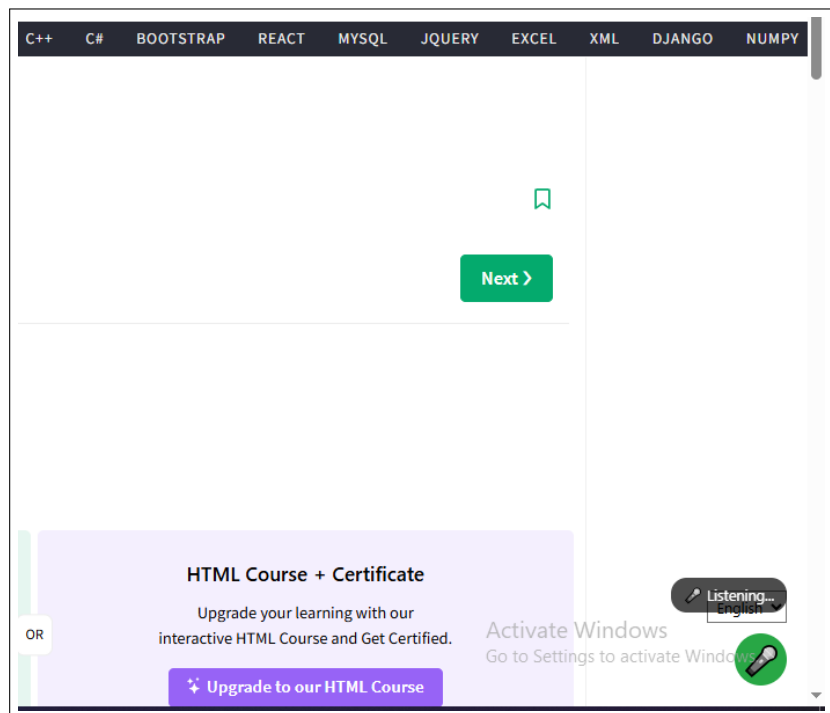 C++ C# BOOTSTRAP REACT MYSQL JQUERY EXCEL XML DJANGO NUMPY
Next ❯
HTML Course + Certificate
Upgrade your learning with our
interactive HTML Course and Get Certified.
OR
Upgrade to our HTML Course
Listening...
English
Activate Windows
Go to Settings to activate Windows.